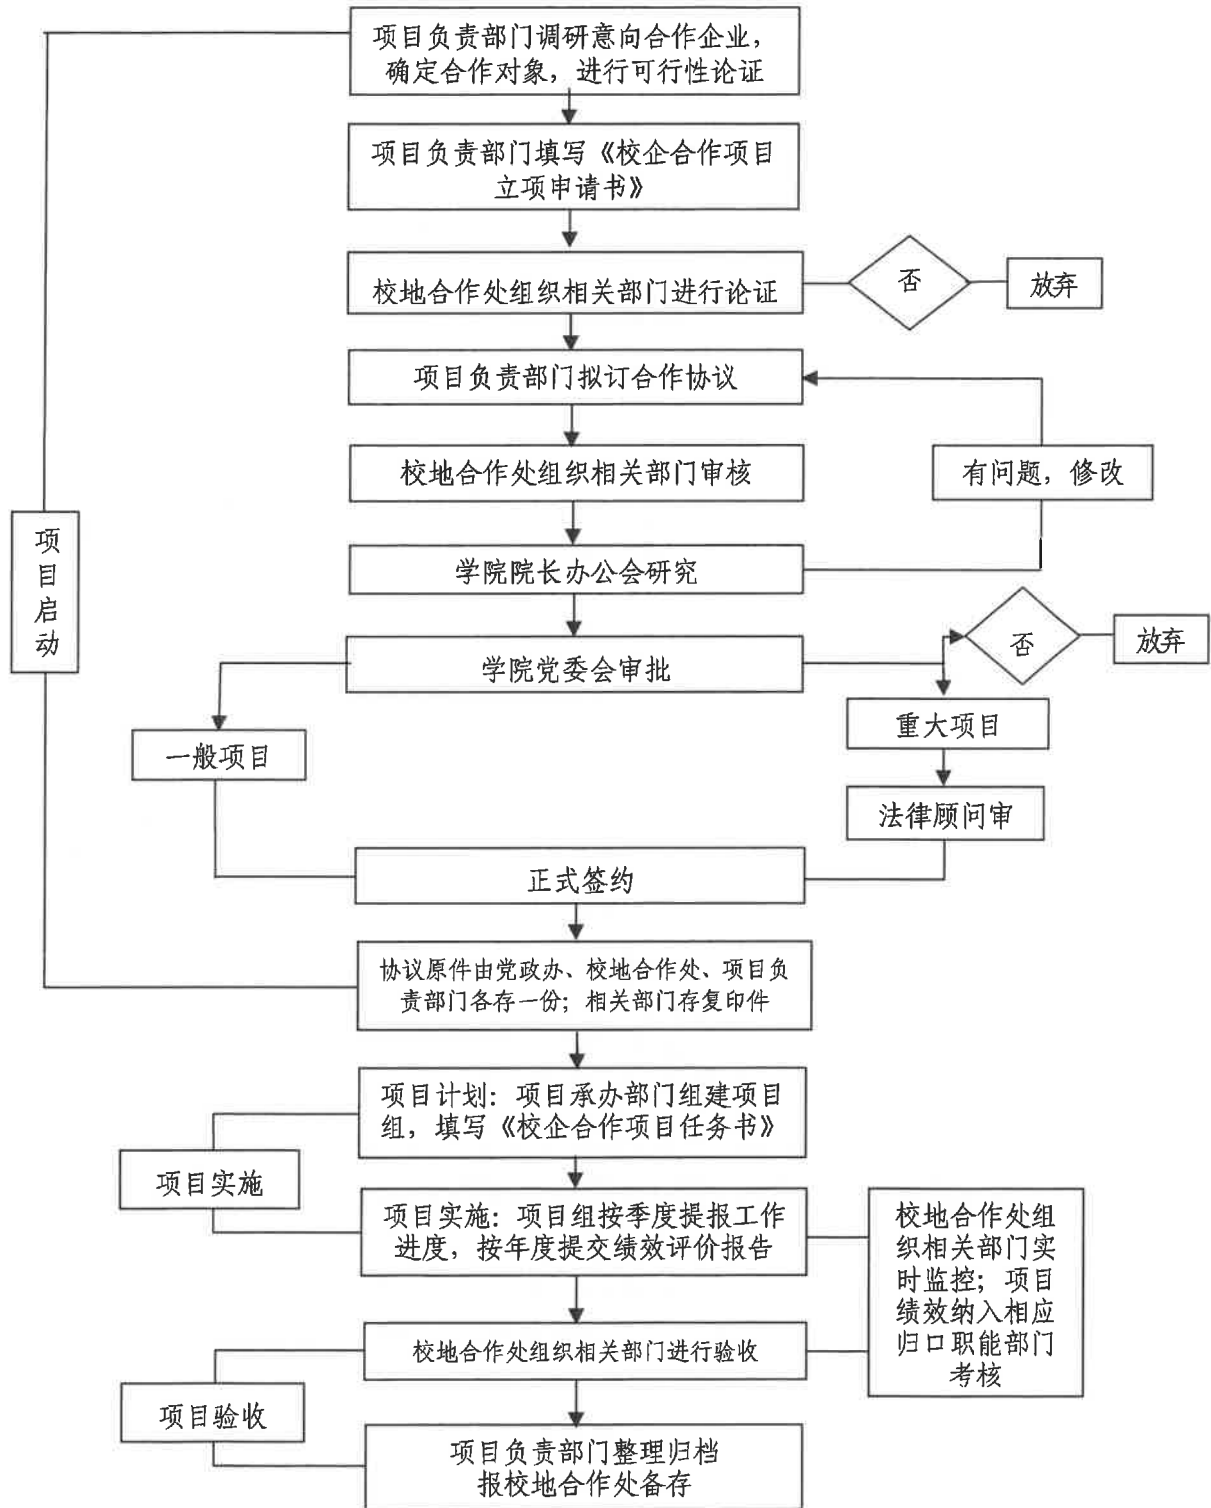 项目负责部门调研意向合作企业，
确定合作对象，进行可行性论证
项目负责部门填写《校企合作项目
立项申请书》
校地合作处组织相关部门进行论证
否
放弃
项目负责部门拟订合作协议
校地合作处组织相关部门审核
有问题，修改
项
目
启
动
学院院长办公会研究
否
放弃
学院党委会审批
重大项目
一般项目
法律顾问审
正式签约
协议原件由党政办、校地合作处、项目负
责部门各存一份；相关部门存复印件
项目计划：项目承办部门组建项目
组，填写《校企合作项目任务书》
项目实施
项目实施：项目组按季度提报工作
进度，按年度提交绩效评价报告
校地合作处组
织相关部门实
时监控；项目
绩效纳入相应
归口职能部门
考核
校地合作处组织相关部门进行验收
项目验收
项目负责部门整理归档
报校地合作处备存